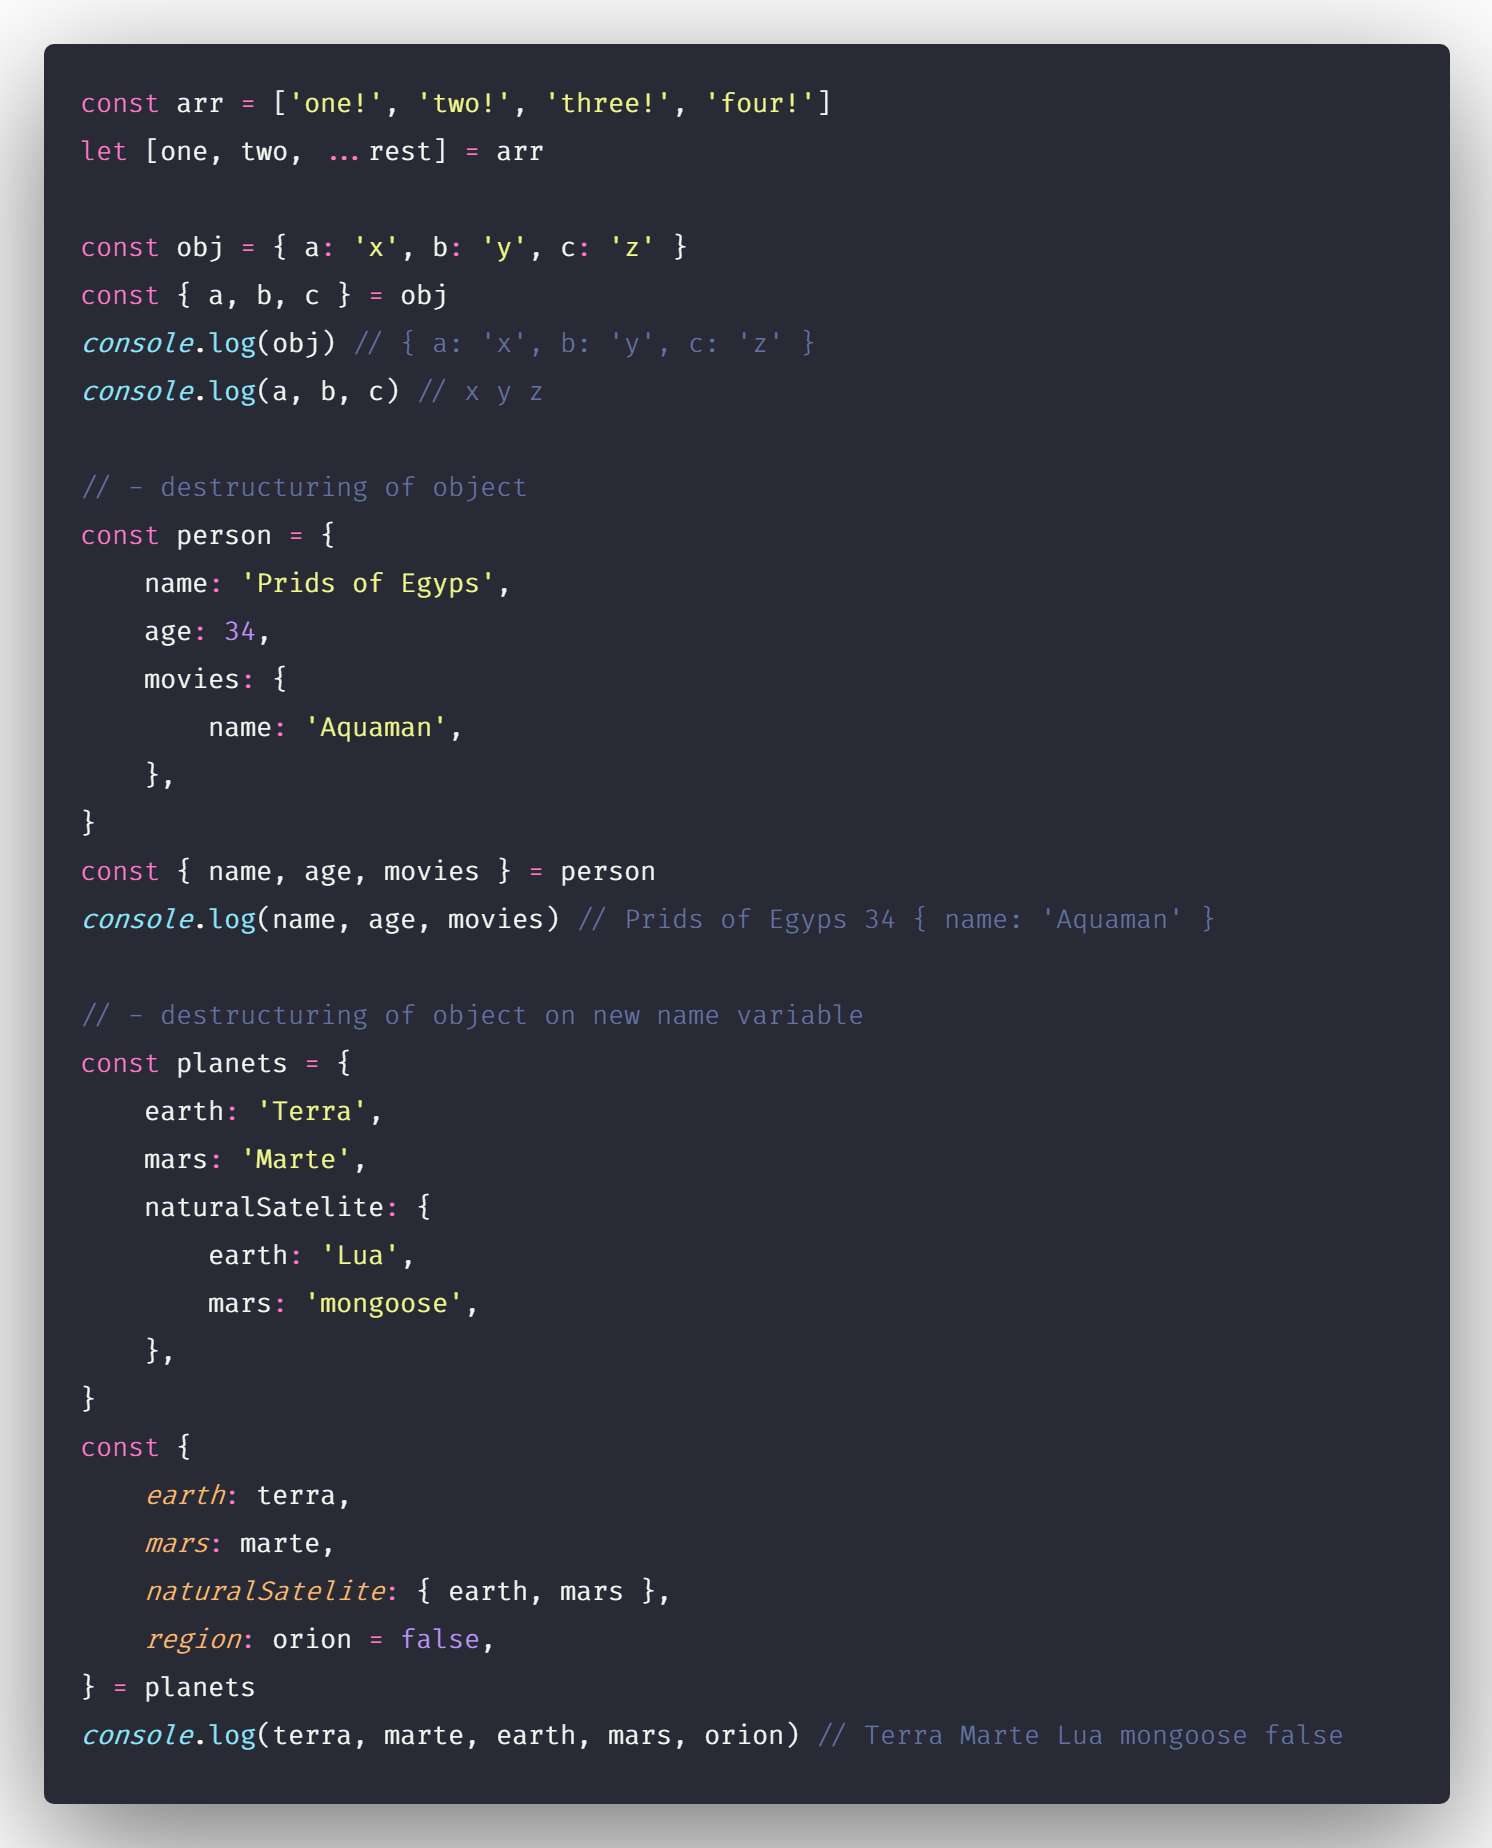 const arr = ['one!', 'two!', 'three!', 'four!']
let [one, two, ...rest] = arr

const obj = { a: 'x', b: 'y', c: 'z' }
const { a, b, c } = obj
console.log(obj) // { a: 'x', b: 'y', c: 'z' }
console.log(a, b, c) // x y z

// - destructuring of object
const person = {
    name: 'Prids of Egyps',
    age: 34,
    movies: {
        name: 'Aquaman',
    },
}
const { name, age, movies } = person
console.log(name, age, movies) // Prids of Egyps 34 { name: 'Aquaman' }

// - destructuring of object on new name variable
const planets = {
    earth: 'Terra',
    mars: 'Marte',
    naturalSatelite: {
        earth: 'Lua',
        mars: 'mongoose',
    },
}
const {
    earth: terra,
    mars: marte,
    naturalSatelite: { earth, mars },
    region: orion = false,
} = planets
console.log(terra, marte, earth, mars, orion) // Terra Marte Lua mongoose false